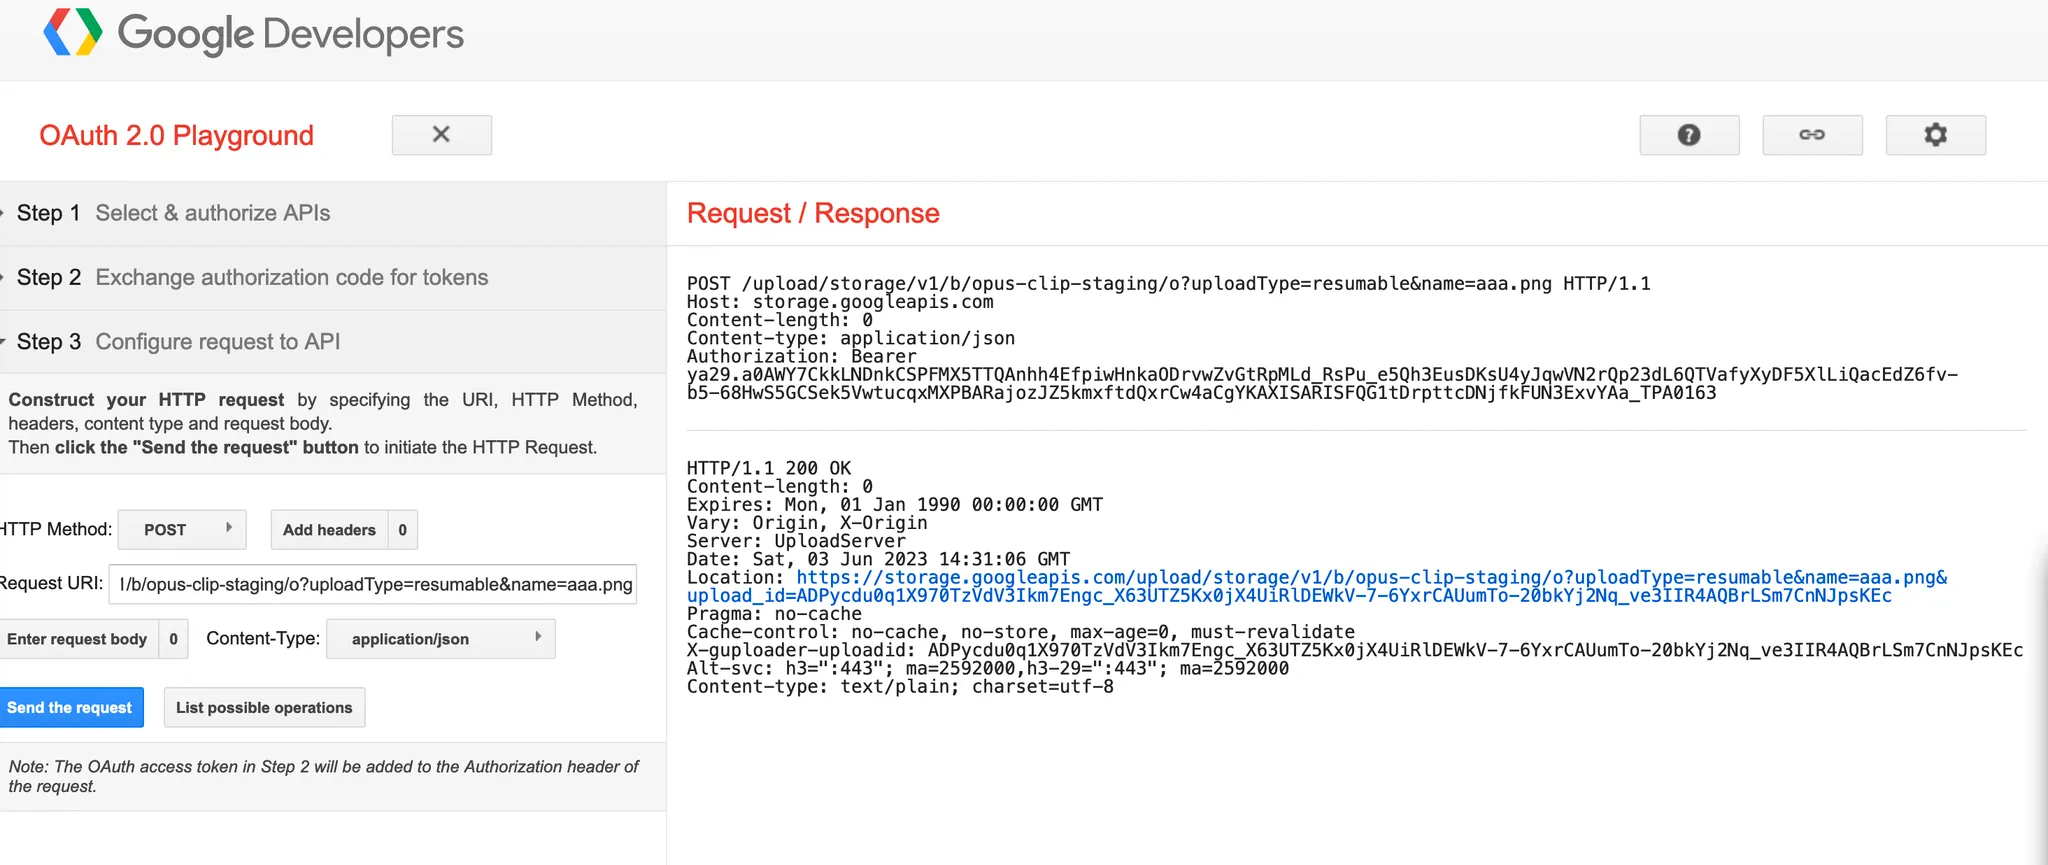 Google Developers
OAuth 2.0 Playground
Step 1 Select & authorize APIs
Step 2 Exchange authorization code for tokens
Step 3 Configure request to API
Construct your HTTP request by specifying the URI, HTTP Method,
headers, content type and request body.
Then click the "Send the request" button to initiate the HTTP Request.
HTTP Method: POST Add headers 0
Request URI: l/b/opus-clip-staging/o?uploadType=resumable&name=aaa.png
Enter request body 0 Content-Type: application/json
Send the request List possible operations
Note: The OAuth access token in Step 2 will be added to the Authorization header of
the request.
Request / Response
POST /upload/storage/v1/b/opus-clip-staging/o?uploadType=resumable&name=aaa.png HTTP/1.1
Host: storage.googleapis.com
Content-length: 0
Content-type: application/json
Authorization: Bearer
ya29.a0AWY7CkkLNDnkCSPFMX5TTQAnhh4EfpiwHnkaODrvwZvGtRpMLd_RsPu_e5Qh3EusDKsU4yJqwVN2rQp23dL6QTVafyXyDF5XlLiQacEdZ6fv-
b5-68HwS5GCSek5VwtucqxMXPBARajozJZ5kmxftdQxrCw4aCgYKAXISARISFQG1tDrpttcDNjfkFUN3ExvYAa_TPA0163
HTTP/1.1 200 OK
Content-length: 0
Expires: Mon, 01 Jan 1990 00:00:00 GMT
Vary: Origin, X-Origin
Server: UploadServer
Date: Sat, 03 Jun 2023 14:31:06 GMT
Location: https://storage.googleapis.com/upload/storage/v1/b/opus-clip-staging/o?uploadType=resumable&name=aaa.png&
upload_id=ADPycdu0q1X970TzVdV3Ikm7Engc_X63UTZ5Kx0jX4UiRlDEWkV-7-6YxrCAUumTo-20bkYj2Nq_ve3IIR4AQBrLSm7CnNJpsKEc
Pragma: no-cache
Cache-control: no-cache, no-store, max-age=0, must-revalidate
X-guploader-uploadid: ADPycdu0q1X970TzVdV3Ikm7Engc_X63UTZ5Kx0jX4UiRlDEWkV-7-6YxrCAUumTo-20bkYj2Nq_ve3IIR4AQBrLSm7CnNJpsKEc
Alt-svc: h3=":443"; ma=2592000,h3-29=":443"; ma=2592000
Content-type: text/plain; charset=utf-8